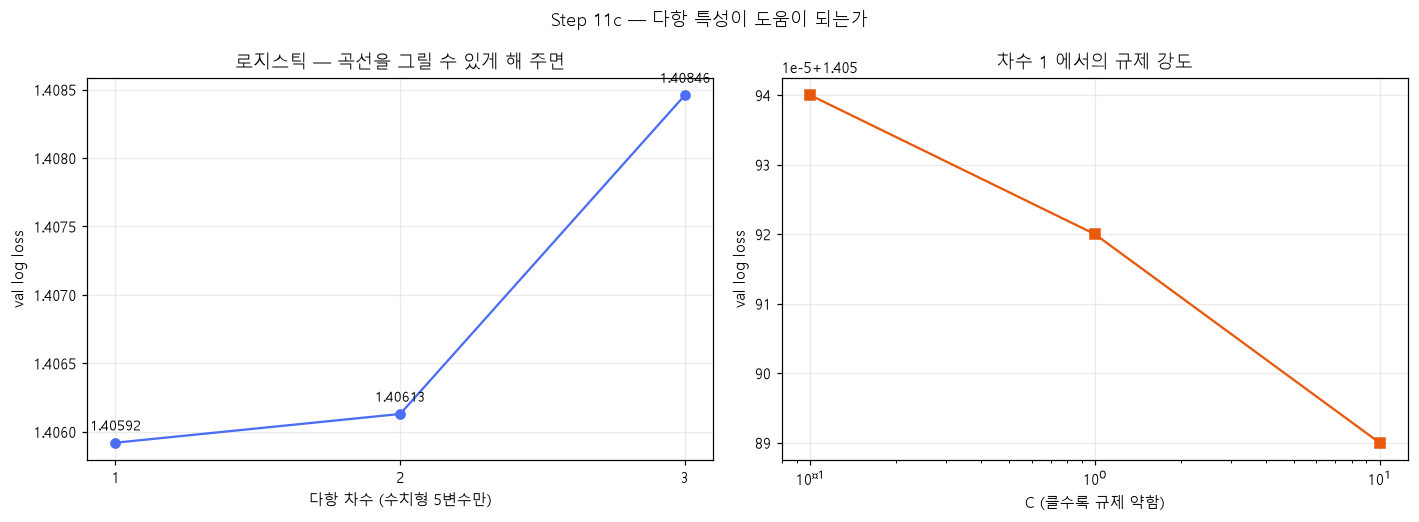 Step 11c — 다항 특성이 도움이 되는가
로지스틱 — 곡선을 그릴 수 있게 해 주면
1.4085
1.4080
1.4075
1.4070
1.4065
1.4060
val log loss
1.40592
1.40613
1.40846
1
2
3
다항 차수 (수치형 5변수만)
차수 1 에서의 규제 강도
1e-5+1.405
94
93
92
91
90
89
val log loss
10¤1
10⁰
10¹
C (클수록 규제 약함)